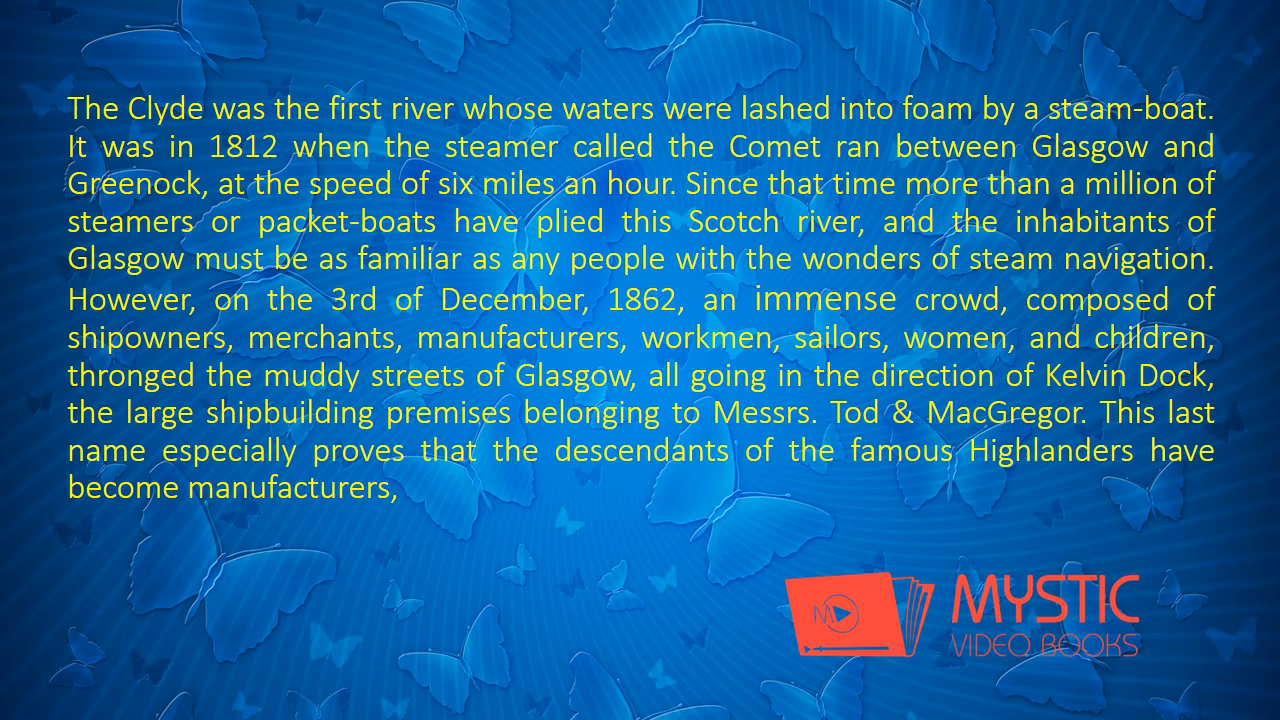 The Clyde was the first river whose waters were lashed into foam by a steam-boat.
It was in 1812 when the steamer called the Comet ran between Glasgow and
Greenock, at the speed of six miles an hour. Since that time more than a million of
steamers or packet-boats have plied this Scotch river, and the inhabitants of
Glasgow must be as familiar as any people with the wonders of steam navigation.
However, on the 3rd of December, 1862, an immense crowd, composed of
shipowners, merchants, manufacturers, workmen, sailors, women, and children,
thronged the muddy streets of Glasgow, all going in the direction of Kelvin Dock,
the large shipbuilding premises belonging to Messrs. Tod & MacGregor. This last
name especially proves that the descendants of the famous Highlanders have
become manufacturers,
M
MYSTIC
VIDEO BOOKS